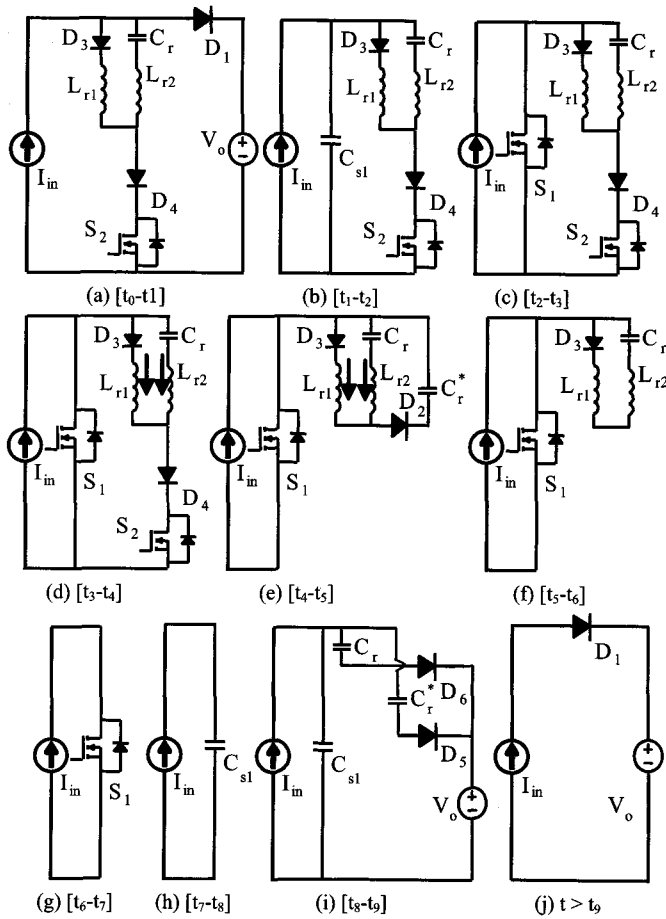 D3 Cr D1
Lr1 Lr2
Vo
Iin
D4
S2
(a) [t0-t1]
D3 Cr
Lr1 Lr2
Iin Cs1
D4
S2
(b) [t1-t2]
D3 Cr
Lr1 Lr2
Iin S1
D4
S2
(c) [t2-t3]
D3 Cr
Lr1 Lr2
Iin S1
D4
S2
(d) [t3-t4]
D3 Cr
Lr1 Lr2
D2 Cr*
Iin S1
(e) [t4-t5]
D3 Cr
Lr1 Lr2
Iin S1
(f) [t5-t6]
Iin S1
(g) [t6-t7]
Iin Cs1
(h) [t7-t8]
Cr D6
Cr* D5
Iin Cs1
Vo
(i) [t8-t9]
D1
Iin Vo
(j) t > t9